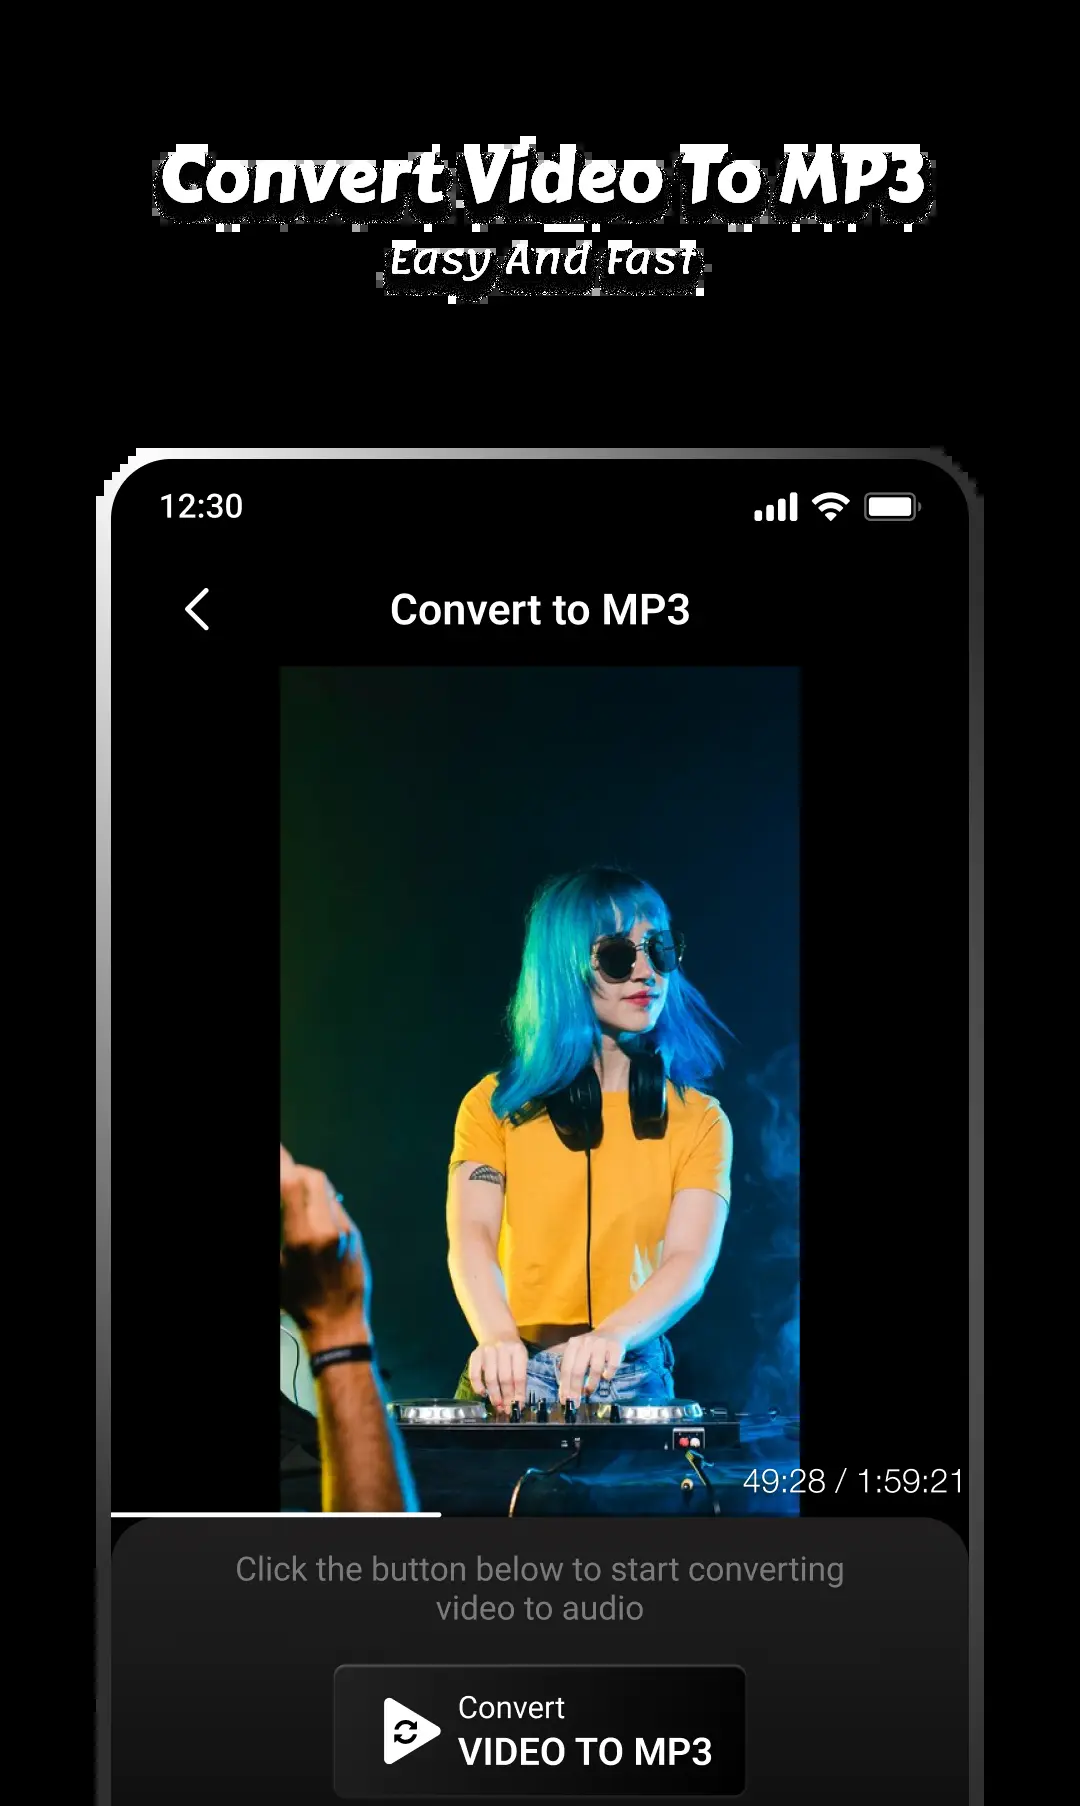 Convert Video To MP3
Easy And Fast
12:30
Convert to MP3
49:28 / 1:59:21
Click the button below to start converting
video to audio
Convert
VIDEO TO MP3